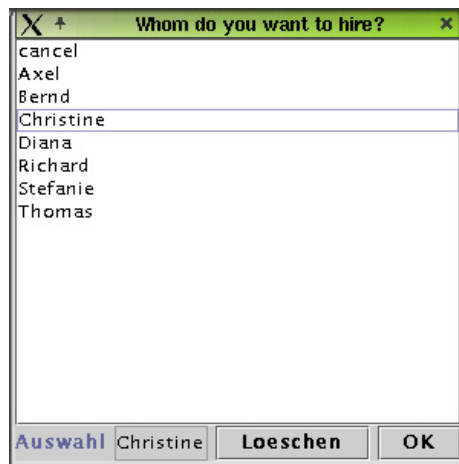 Whom do you want to hire?
cancel
Axel
Bernd
Christine
Diana
Richard
Stefanie
Thomas
Auswahl Christine Loeschen OK